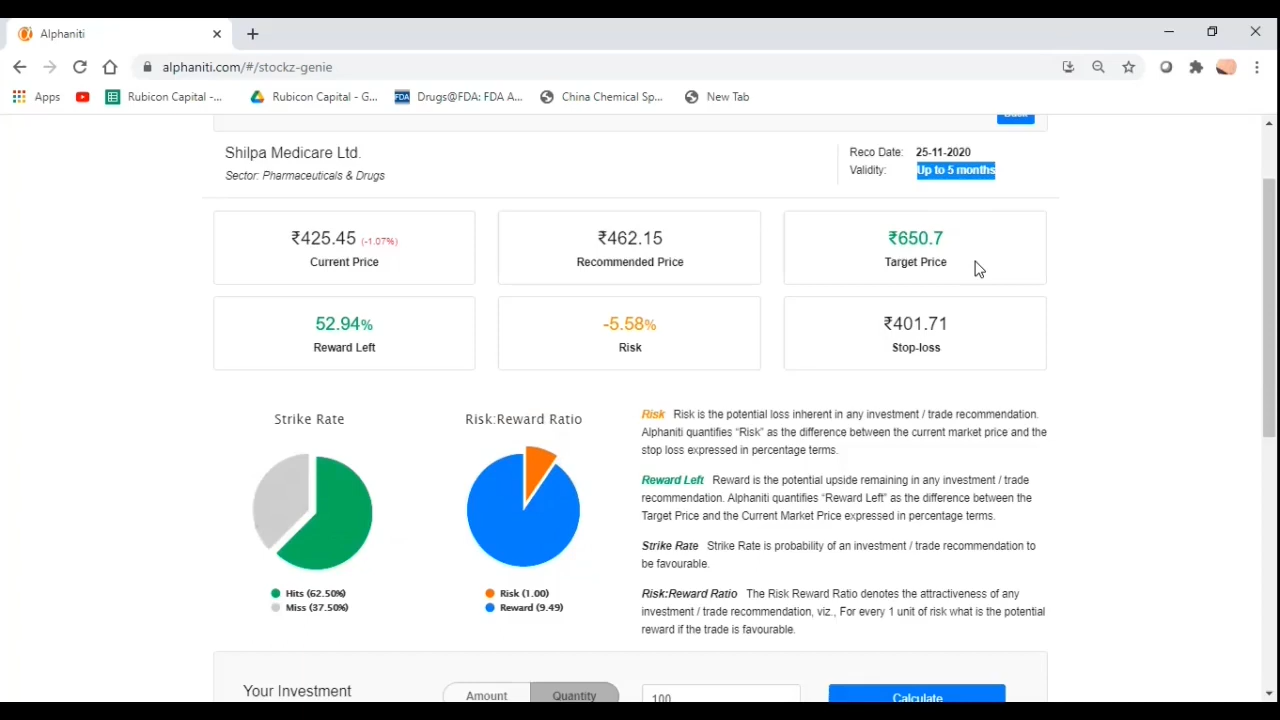 Alphaniti
alphaniti.com/#/stockz-genie
Apps
Rubicon Capital -...
Rubicon Capital - G...
FDA
Drugs@FDA: FDA A...
China Chemical Sp...
New Tab
Shilpa Medicare Ltd.
Sector: Pharmaceuticals & Drugs
Reco Date: 25-11-2020
Validity: Up to 5 months
₹425.45 (-1.07%)
Current Price
₹462.15
Recommended Price
₹650.7
Target Price
52.94%
Reward Left
-5.58%
Risk
₹401.71
Stop-loss
Strike Rate
Hits (62.50%)
Miss (37.50%)
Risk:Reward Ratio
Risk (1.00)
Reward (9.49)
Risk Risk is the potential loss inherent in any investment / trade recommendation.
Alphaniti quantifies “Risk” as the difference between the current market price and the
stop loss expressed in percentage terms.
Reward Left Reward is the potential upside remaining in any investment / trade
recommendation. Alphaniti quantifies “Reward Left” as the difference between the
Target Price and the Current Market Price expressed in percentage terms.
Strike Rate Strike Rate is probability of an investment / trade recommendation to
be favourable.
Risk:Reward Ratio The Risk Reward Ratio denotes the attractiveness of any
investment / trade recommendation, viz., For every 1 unit of risk what is the potential
reward if the trade is favourable.
Your Investment
Amount
Quantity
100
Calculate